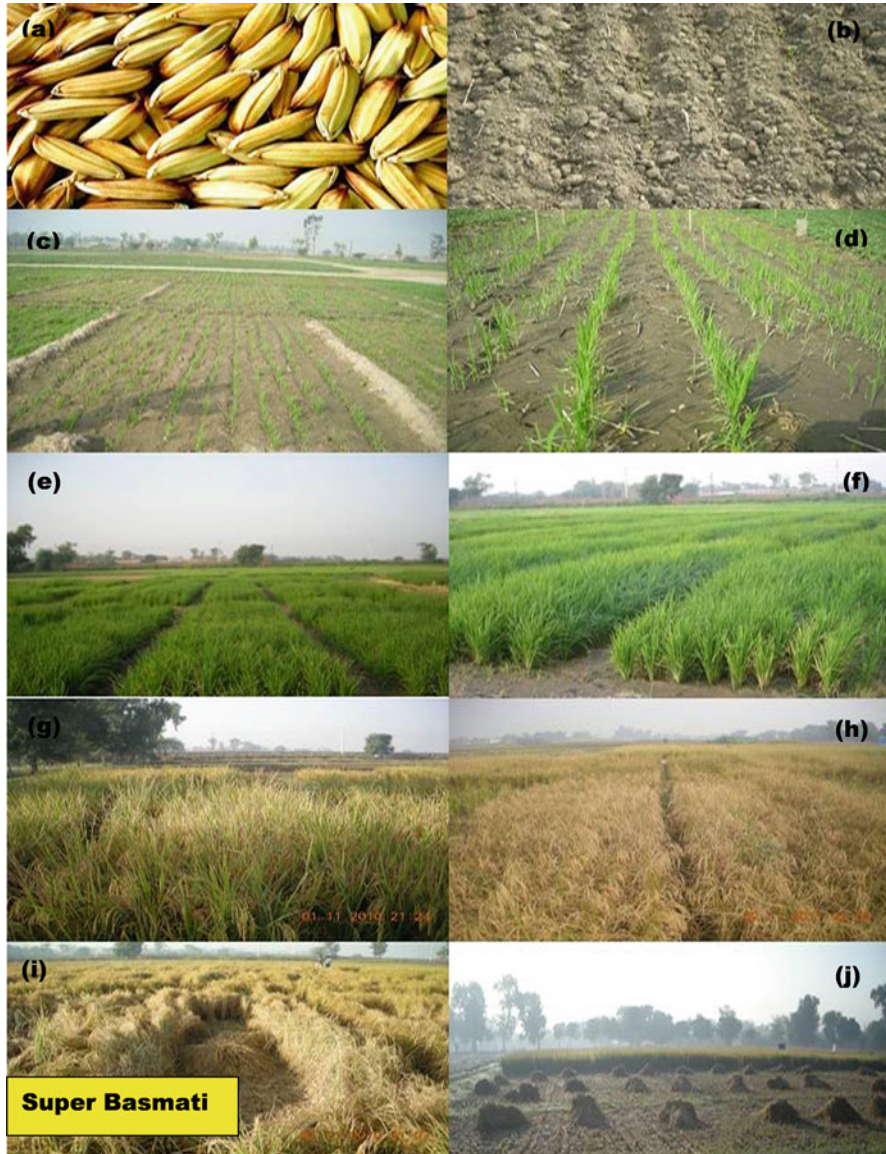 (a)
(b)
(c)
(d)
(e)
(f)
(g)
(h)
01 11 2010 21:24
(i)
(j)
Super Basmati